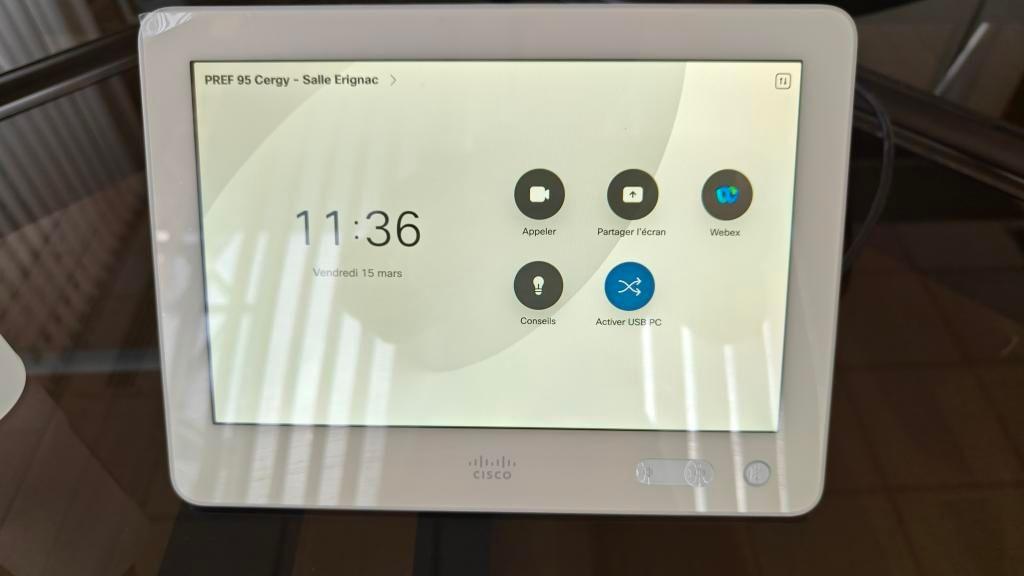 PREF 95 Cergy - Salle Erignac
11:36
Vendredi 15 mars
Appeler
Partager l'écran
Webex
Conseils
Activer USB PC
CISCO